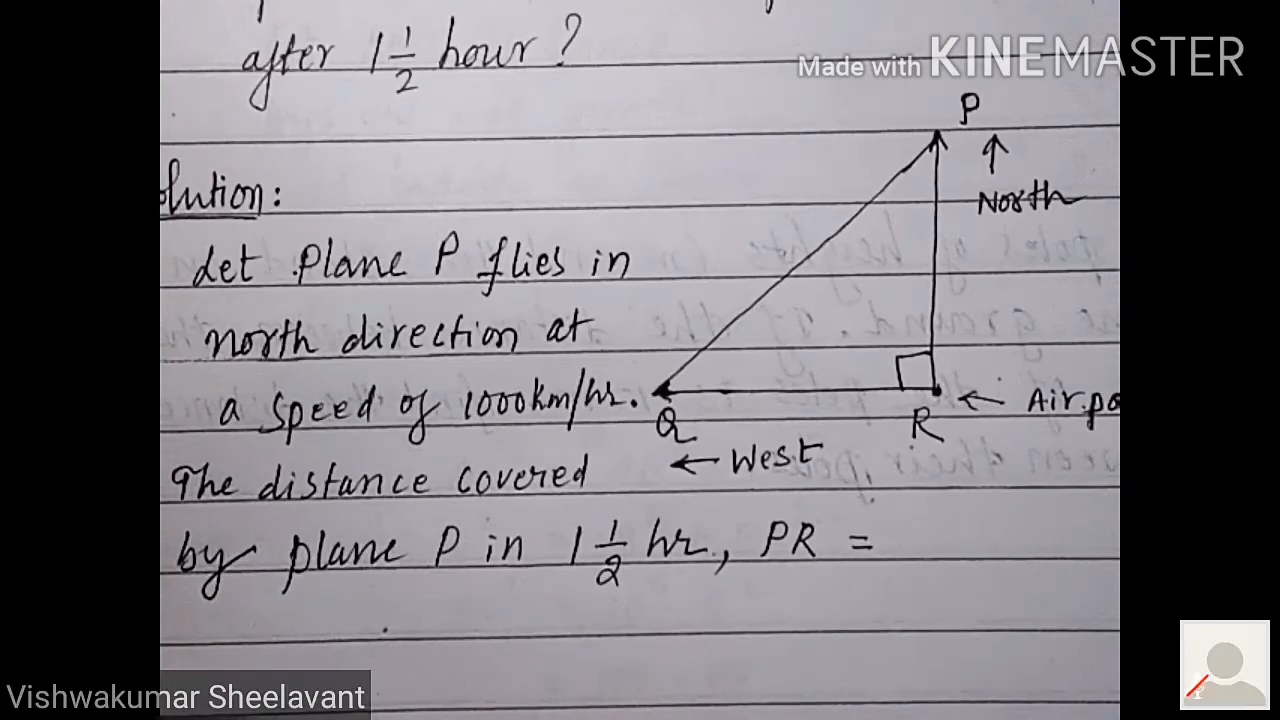 after 1 1/2 hour ?
Made with KINEMASTER
P
North
olution:
Let Plane P flies in
north direction at
a speed of 1000km/hr.
Q
R
← Air.po
← West
The distance covered
by plane P in 1 1/2 hr., PR =
Vishwakumar Sheelavant